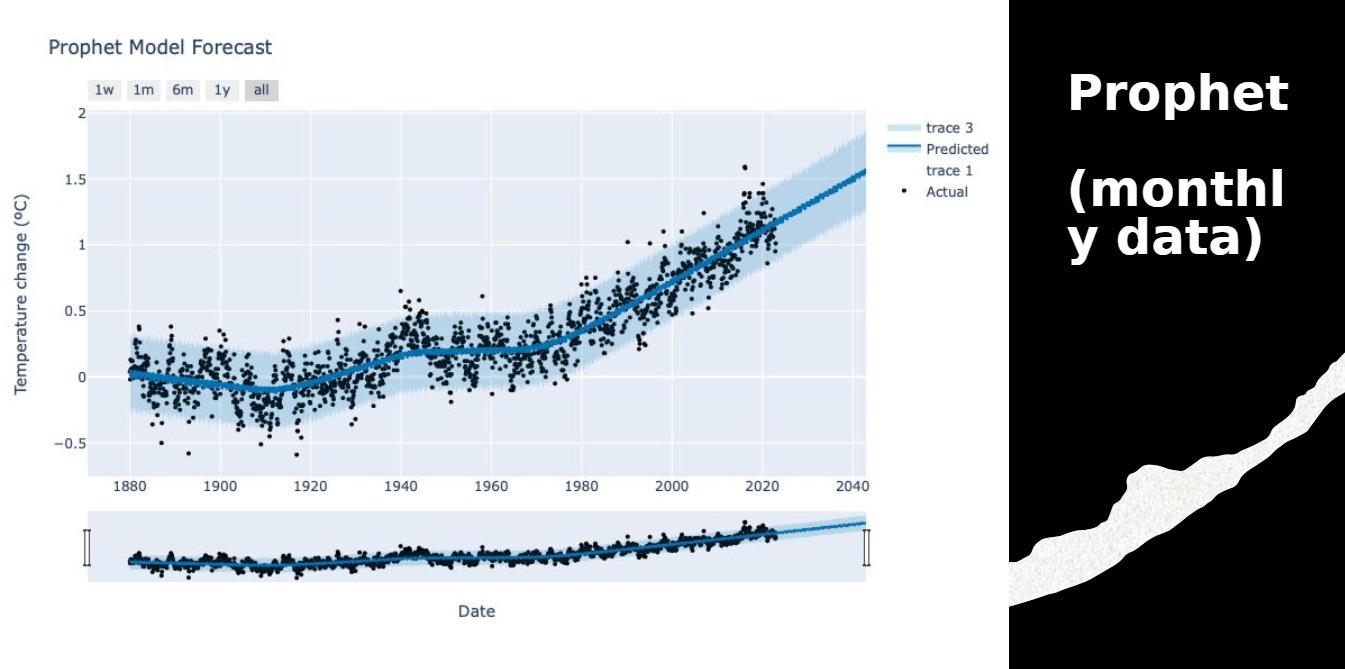 Prophet Model Forecast
1w 1m 6m 1y all
2
1.5
1
0.5
0
−0.5
Temperature change (ºC)
1880 1900 1920 1940 1960 1980 2000 2020 2040
Date
trace 3
Predicted
trace 1
Actual
Prophet
(monthl
y data)